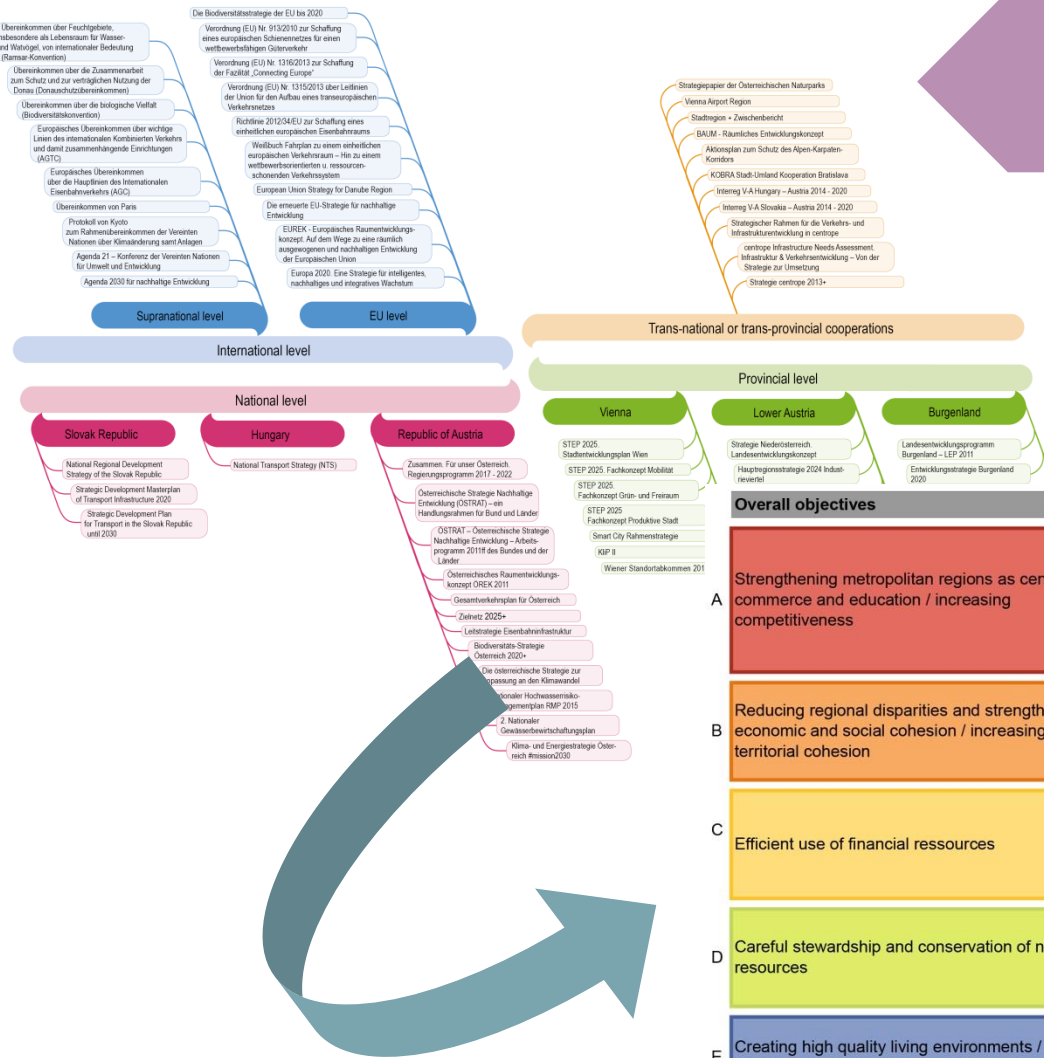 Übereinkommen über Feuchtgebiete,
insbesondere als Lebensraum für Wasser-
und Watvögel, von internationaler Bedeutung
(Ramsar-Konvention)
Übereinkommen über die Zusammenarbeit
zum Schutz und zur verträglichen Nutzung der
Donau (Donauschutzübereinkommen)
Übereinkommen über die biologische Vielfalt
(Biodiversitätskonvention)
Europäisches Übereinkommen über wichtige
Linien des internationalen Kombinierten Verkehrs
und damit zusammenhängende Einrichtungen
(AGTC)
Europäisches Übereinkommen
über die Hauptlinien des Internationalen
Eisenbahnverkehrs (AGC)
Übereinkommen von Paris
Protokoll von Kyoto
zum Rahmenübereinkommen der Vereinten
Nationen über Klimaänderung samt Anlagen
Agenda 21 – Konferenz der Vereinten Nationen
für Umwelt und Entwicklung
Agenda 2030 für nachhaltige Entwicklung
Supranational level
Die Biodiversitätsstrategie der EU bis 2020
Verordnung (EU) Nr. 913/2010 zur Schaffung
eines europäischen Schienennetzes für einen
wettbewerbsfähigen Güterverkehr
Verordnung (EU) Nr. 1316/2013 zur Schaffung
der Fazilität „Connecting Europe"
Verordnung (EU) Nr. 1315/2013 über Leitlinien
der Union für den Aufbau eines transeuropäischen
Verkehrsnetzes
Richtlinie 2012/34/EU zur Schaffung eines
einheitlichen europäischen Eisenbahnraums
Weißbuch Fahrplan zu einem einheitlichen
europäischen Verkehrsraum – Hin zu einem
wettbewerbsorientierten u. ressourcen-
schonenden Verkehrssystem
European Union Strategy for Danube Region
Die erneuerte EU-Strategie für nachhaltige
Entwicklung
EUREK - Europäisches Raumentwicklungs-
konzept. Auf dem Wege zu eine räumlich
ausgewogenen und nachhaltigen Entwicklung
der Europäischen Union
Europa 2020. Eine Strategie für intelligentes,
nachhaltiges und integratives Wachstum
EU level
International level
Strategiepapier der Österreichischen Naturparks
Vienna Airport Region
Stadtregion + Zwischenbericht
BAUM - Räumliches Entwicklungskonzept
Aktionsplan zum Schutz des Alpen-Karpaten-
Korridors
KOBRA Stadt-Umland Kooperation Bratislava
Interreg V-A Hungary – Austria 2014 - 2020
Interreg V-A Slovakia – Austria 2014 - 2020
Strategischer Rahmen für die Verkehrs- und
Infrastrukturentwicklung in centrope
centrope Infrastructure Needs Assessment.
Infrastruktur & Verkehrsentwicklung – Von der
Strategie zur Umsetzung
Strategie centrope 2013+
Trans-national or trans-provincial cooperations
National level
Slovak Republic
National Regional Development
Strategy of the Slovak Republic
Strategic Development Masterplan
of Transport Infrastructure 2020
Strategic Development Plan
for Transport in the Slovak Republic
until 2030
Hungary
National Transport Strategy (NTS)
Republic of Austria
Zusammen. Für unser Österreich.
Regierungsprogramm 2017 - 2022
Österreichische Strategie Nachhaltige
Entwicklung (ÖSTRAT) – ein
Handlungsrahmen für Bund und Länder
ÖSTRAT – Österreichische Strategie
Nachhaltige Entwicklung – Arbeits-
programm 2011ff des Bundes und der
Länder
Österreichisches Raumentwicklungs-
konzept ÖREK 2011
Gesamtverkehrsplan für Österreich
Zielnetz 2025+
Leitstrategie Eisenbahninfrastruktur
Biodiversitäts-Strategie
Österreich 2020+
Die österreichische Strategie zur
passung an den Klimawandel
tionaler Hochwasserrisiko-
gementplan RMP 2015
2. Nationaler
Gewässerbewirtschaftungsplan
Klima- und Energiestrategie Öster-
reich #mission2030
Provincial level
Vienna
STEP 2025.
Stadtentwicklungsplan Wien
STEP 2025. Fachkonzept Mobilität
STEP 2025.
Fachkonzept Grün- und Freiraum
STEP 2025
Fachkonzept Produktive Stadt
Smart City Rahmenstrategie
KliP II
Wiener Standortabkommen 201
Lower Austria
Strategie Niederösterreich.
Landesentwicklungskonzept
Hauptregionsstrategie 2024 Indust-
rieviertel
Burgenland
Landesentwicklungsprogramm
Burgenland – LEP 2011
Entwicklungsstrategie Burgenland
2020
Overall objectives
A
Strengthening metropolitan regions as cen
commerce and education / increasing
competitiveness
B
Reducing regional disparities and strength
economic and social cohesion / increasing
territorial cohesion
C
Efficient use of financial ressources
D
Careful stewardship and conservation of n
resources
E
Creating high quality living environments /